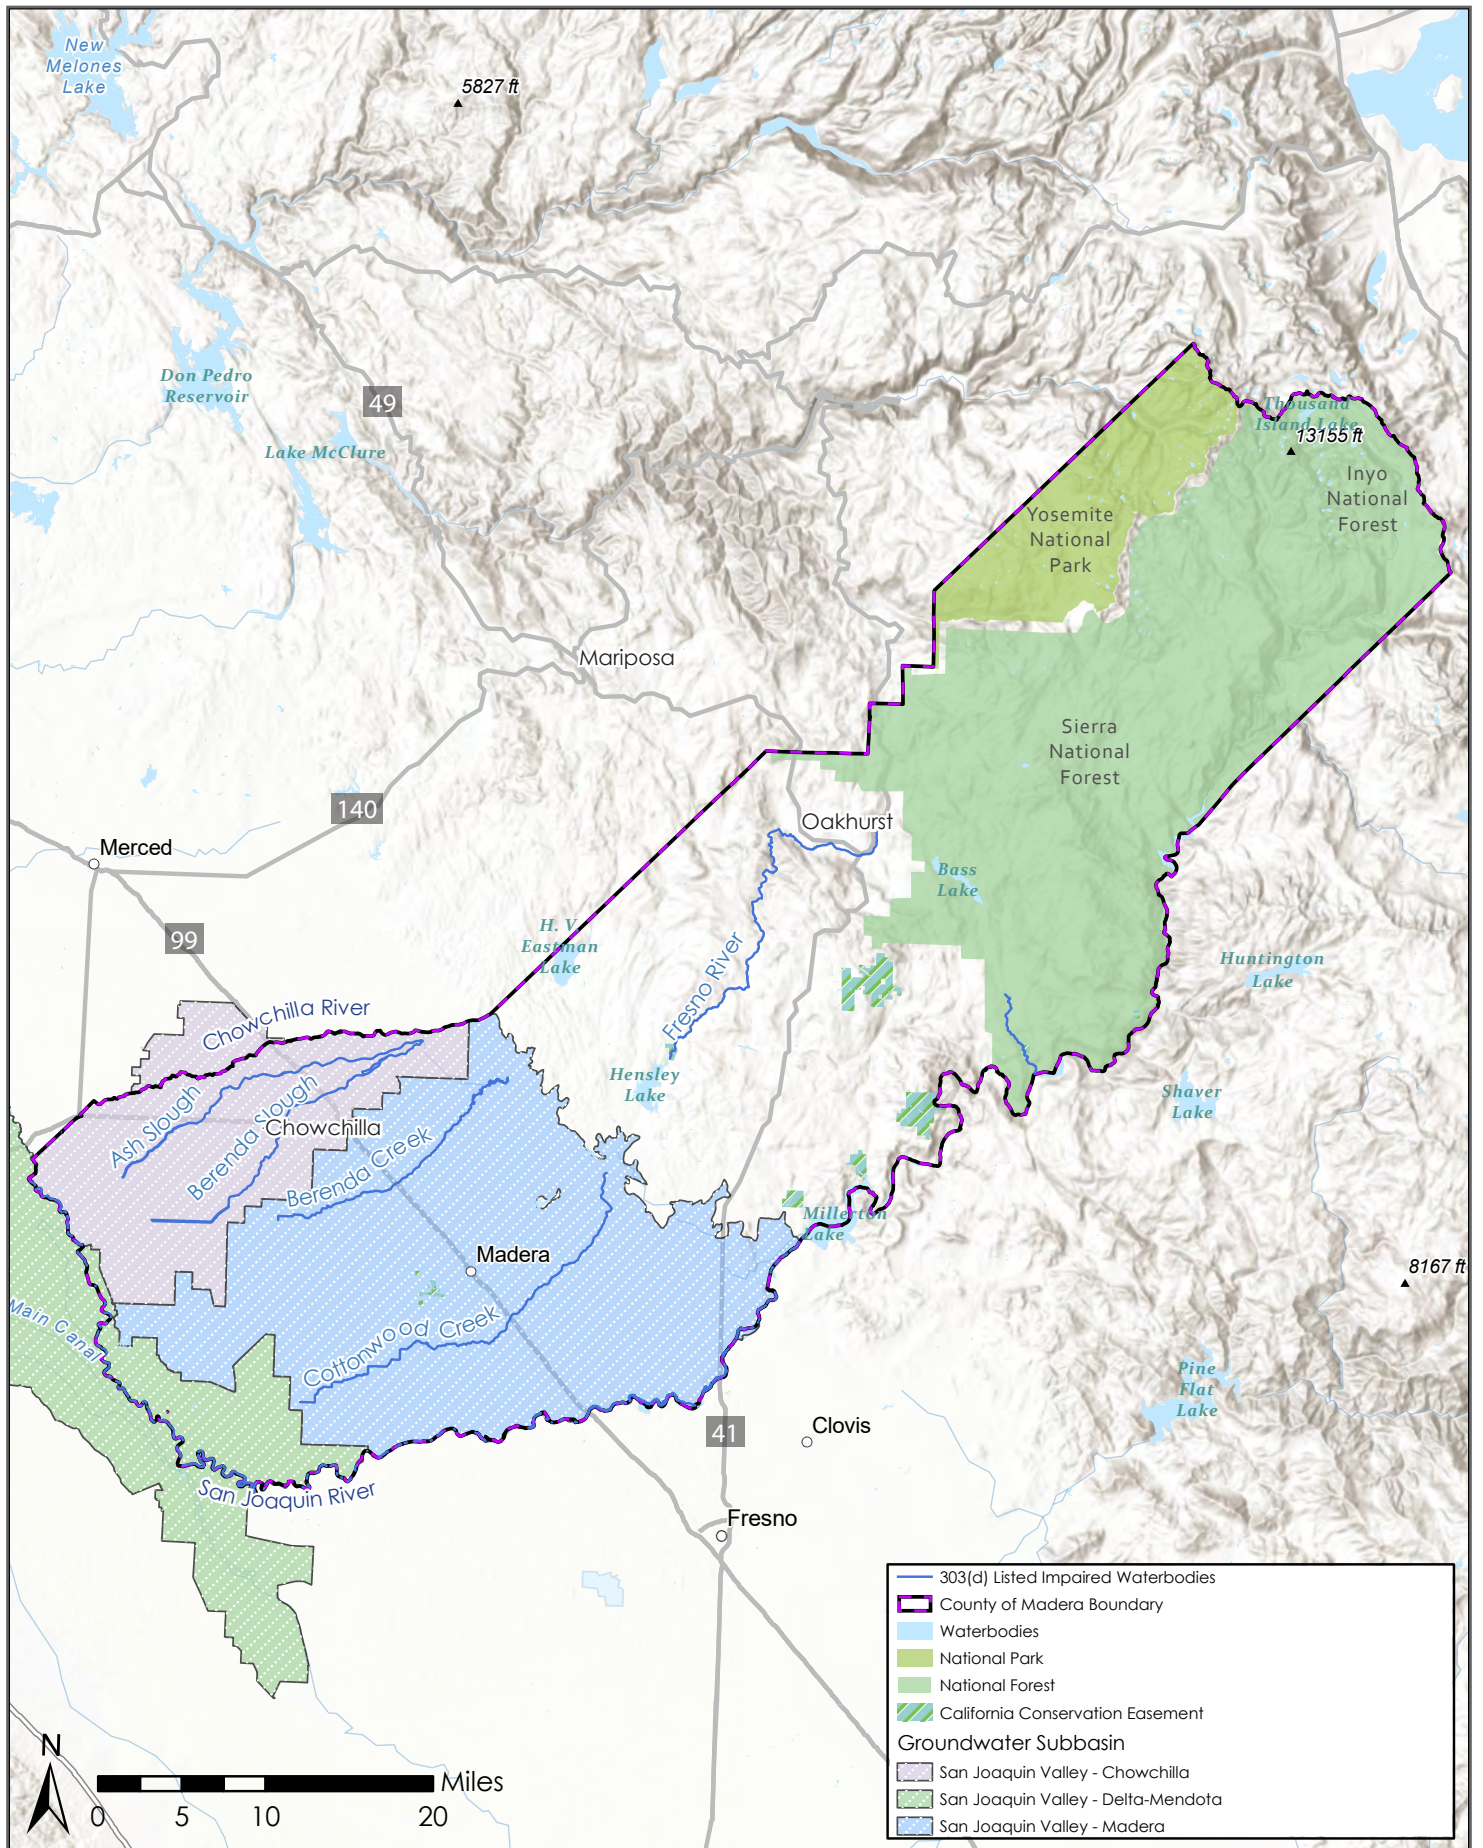 New
Melones
Lake
5827 ft
Don Pedro
Reservoir
49
Lake McClure
Thousand
Island Lake
13155 ft
Inyo
National
Forest
Yosemite
National
Park
Mariposa
Sierra
National
Forest
140
Oakhurst
Merced
Bass
Lake
99
H. V.
Eastman
Lake
Fresno River
Huntington
Lake
Chowchilla River
Hensley
Lake
Shaver
Lake
Ash Slough
Berenda Slough
Chowchilla
Berenda Creek
Millerton
Lake
Madera
8167 ft
Main Canal
Cottonwood Creek
Pine
Flat
Lake
41
Clovis
San Joaquin River
Fresno
303(d) Listed Impaired Waterbodies
County of Madera Boundary
Waterbodies
National Park
National Forest
California Conservation Easement
Groundwater Subbasin
San Joaquin Valley - Chowchilla
San Joaquin Valley - Delta-Mendota
San Joaquin Valley - Madera
N
Miles
0 5 10 20